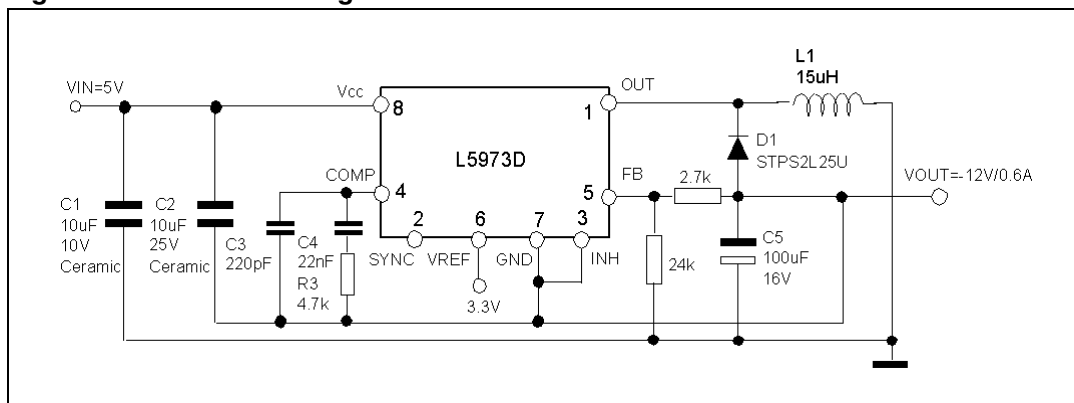 VIN=5V
Vcc
8
OUT
1
L1
15uH
L5973D
D1
STPS2L25U
COMP
4
FB
5
2.7k
VOUT=-12V/0.6A
C1
10uF
10V
Ceramic
C2
10uF
25V
Ceramic
C3
220pF
C4
22nF
R3
4.7k
2
6
7
3
SYNC
VREF
GND
INH
3.3V
24k
C5
100uF
16V